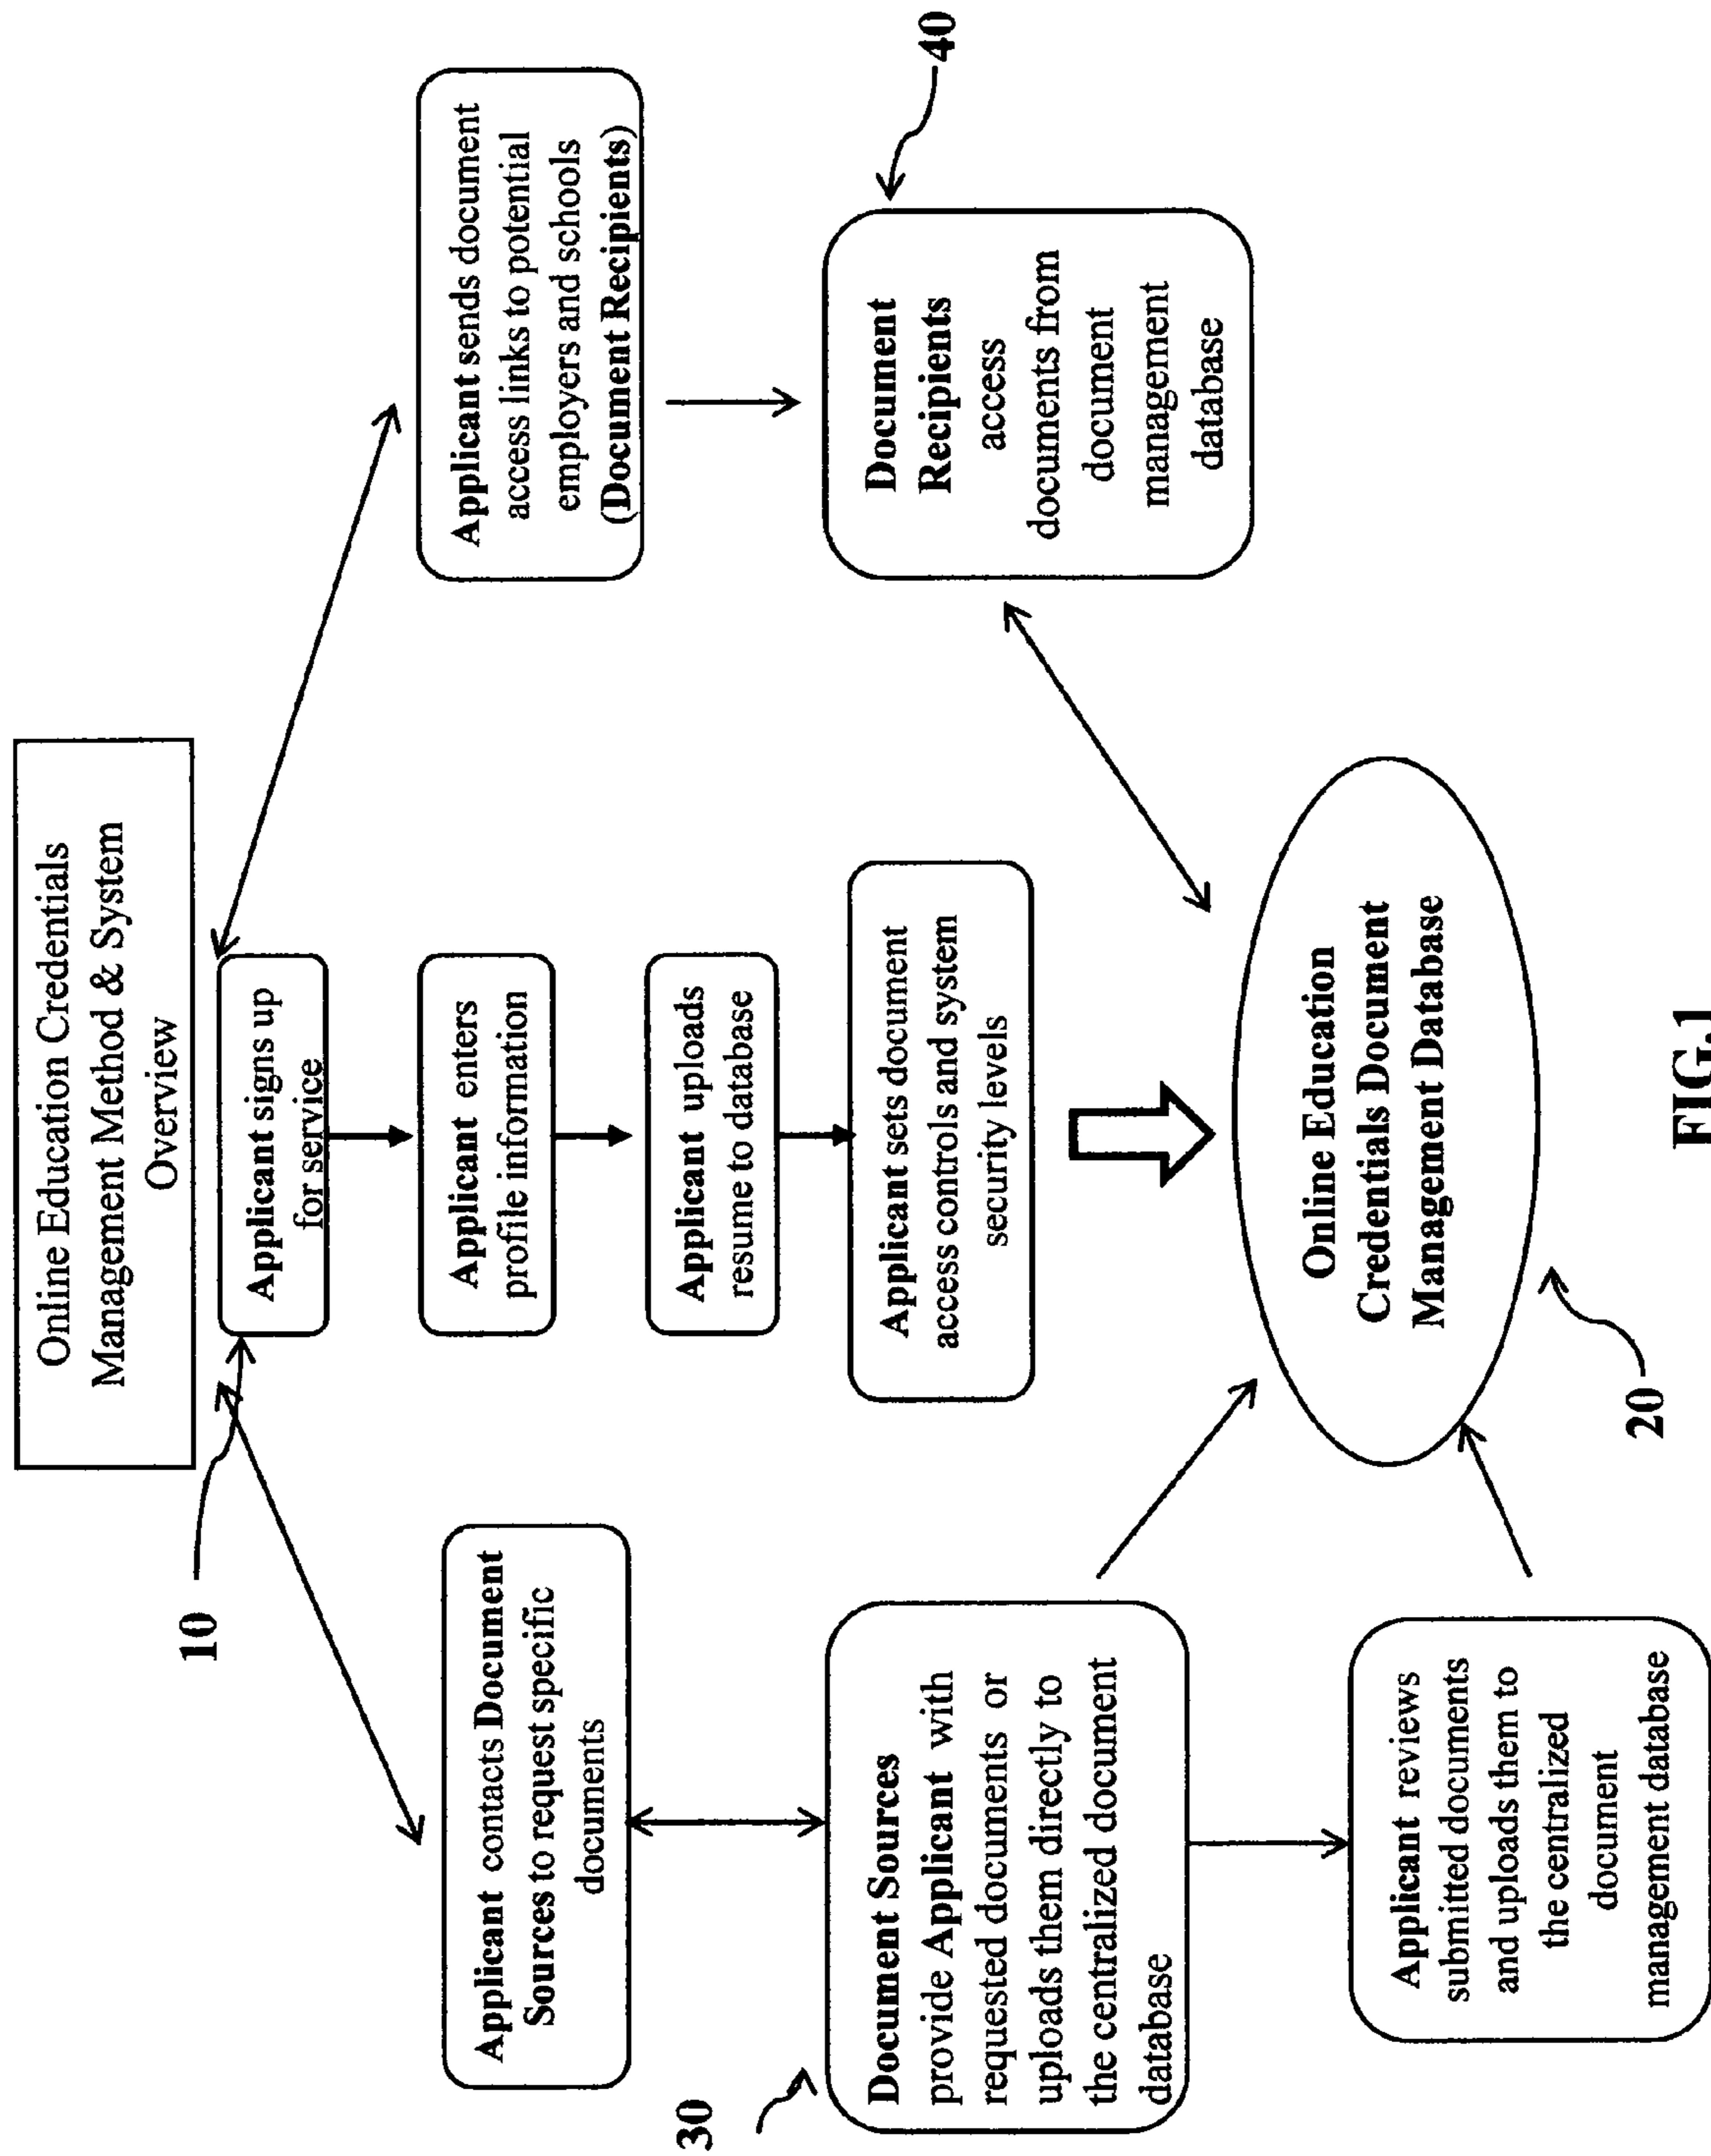 Online Education Credentials
Management Method & System
Overview
10
Applicant signs up
for service
Applicant enters
profile information
Applicant uploads
resume to database
Applicant sets document
access controls and system
security levels
Applicant contacts Document
Sources to request specific
documents
30
Document Sources
provide Applicant with
requested documents or
uploads them directly to
the centralized document
database
Applicant reviews
submitted documents
and uploads them to
the centralized
document
management database
Applicant sends document
access links to potential
employers and schools
(Document Recipients)
40
Document
Recipients
access
documents from
document
management
database
Online Education
Credentials Document
Management Database
20
FIG.1